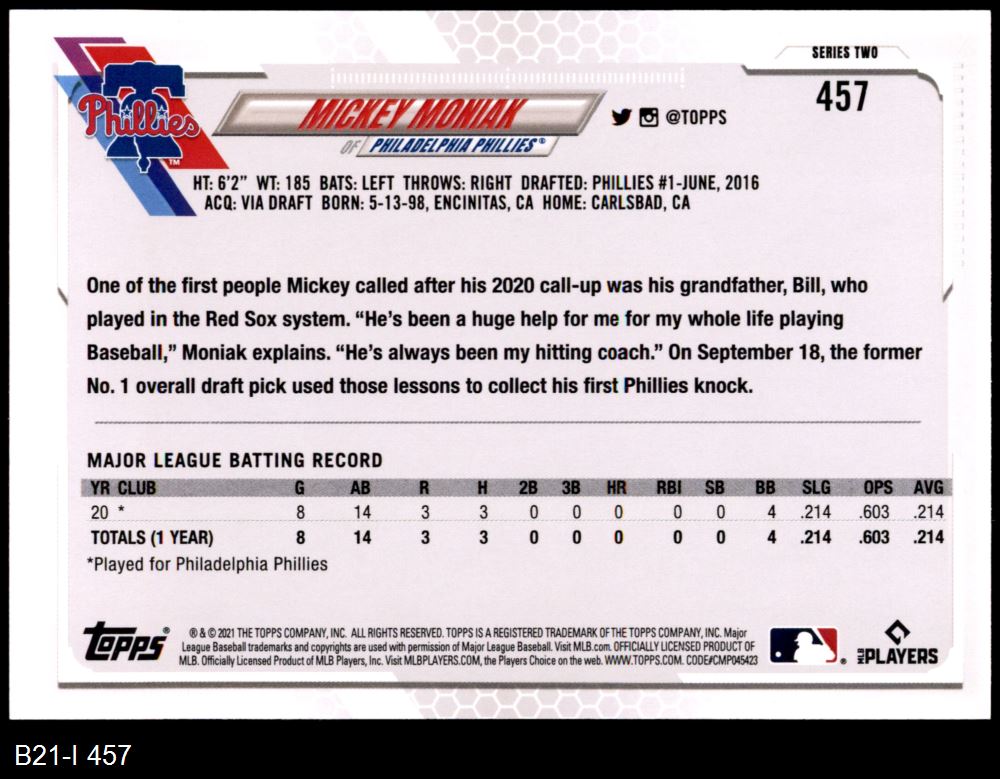 SERIES TWO
457
Phillies
TM
MICKEY MONIAK
@TOPPS
OF PHILADELPHIA PHILLIES®
HT: 6'2" WT: 185 BATS: LEFT THROWS: RIGHT DRAFTED: PHILLIES #1-JUNE, 2016
ACQ: VIA DRAFT BORN: 5-13-98, ENCINITAS, CA HOME: CARLSBAD, CA
One of the first people Mickey called after his 2020 call-up was his grandfather, Bill, who
played in the Red Sox system. “He’s been a huge help for me for my whole life playing
Baseball,” Moniak explains. “He’s always been my hitting coach.” On September 18, the former
No. 1 overall draft pick used those lessons to collect his first Phillies knock.
MAJOR LEAGUE BATTING RECORD
YR CLUB G AB R H 2B 3B HR RBI SB BB SLG OPS AVG
20 * 8 14 3 3 0 0 0 0 0 4 .214 .603 .214
TOTALS (1 YEAR) 8 14 3 3 0 0 0 0 0 4 .214 .603 .214
*Played for Philadelphia Phillies
Topps®
® & © 2021 THE TOPPS COMPANY, INC. ALL RIGHTS RESERVED. TOPPS IS A REGISTERED TRADEMARK OF THE TOPPS COMPANY, INC. Major
League Baseball trademarks and copyrights are used with permission of Major League Baseball. Visit MLB.com. OFFICIALLY LICENSED PRODUCT OF
MLB. Officially Licensed Product of MLB Players, Inc. Visit MLBPLAYERS.COM, the Players Choice on the web. WWW.TOPPS.COM. CODE#CMP045423
®
MLB PLAYERS
B21-I 457